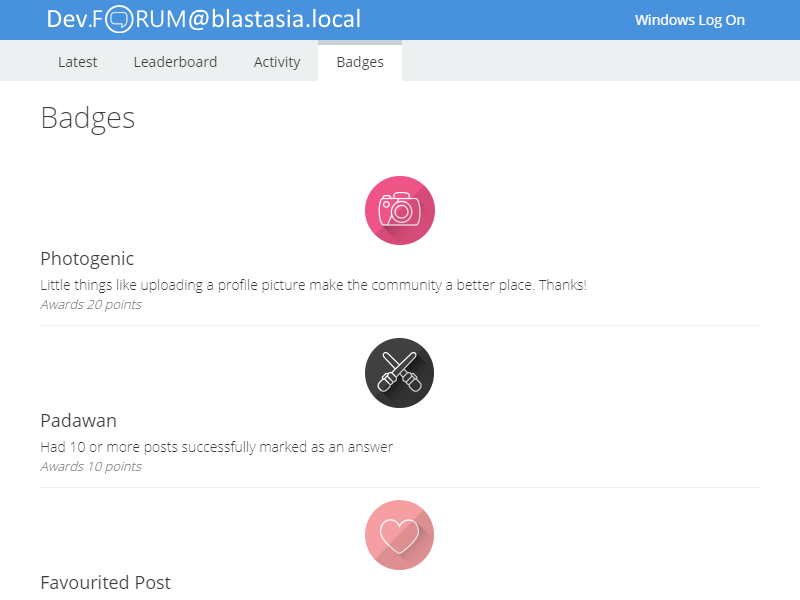 Dev.FORUM@blastasia.local
Windows Log On
Latest
Leaderboard
Activity
Badges
Badges
Photogenic
Little things like uploading a profile picture make the community a better place. Thanks!
Awards 20 points
Padawan
Had 10 or more posts successfully marked as an answer
Awards 10 points
Favourited Post